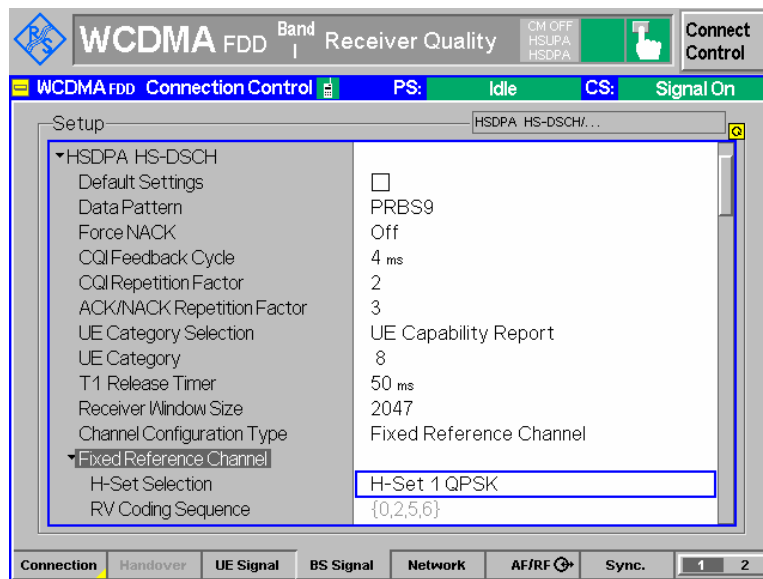 R&S WCDMA FDD Band I Receiver Quality CM OFF HSUPA HSDPA Connect Control
WCDMA FDD Connection Control PS: Idle CS: Signal On
Setup HSDPA HS-DSCH/...
HSDPA HS-DSCH
Default Settings
Data Pattern PRBS9
Force NACK Off
CQI Feedback Cycle 4 ms
CQI Repetition Factor 2
ACK/NACK Repetition Factor 3
UE Category Selection UE Capability Report
UE Category 8
T1 Release Timer 50 ms
Receiver Window Size 2047
Channel Configuration Type Fixed Reference Channel
Fixed Reference Channel
H-Set Selection H-Set 1 QPSK
RV Coding Sequence {0,2,5,6}
Connection Handover UE Signal BS Signal Network AF/RF Sync. 1 2